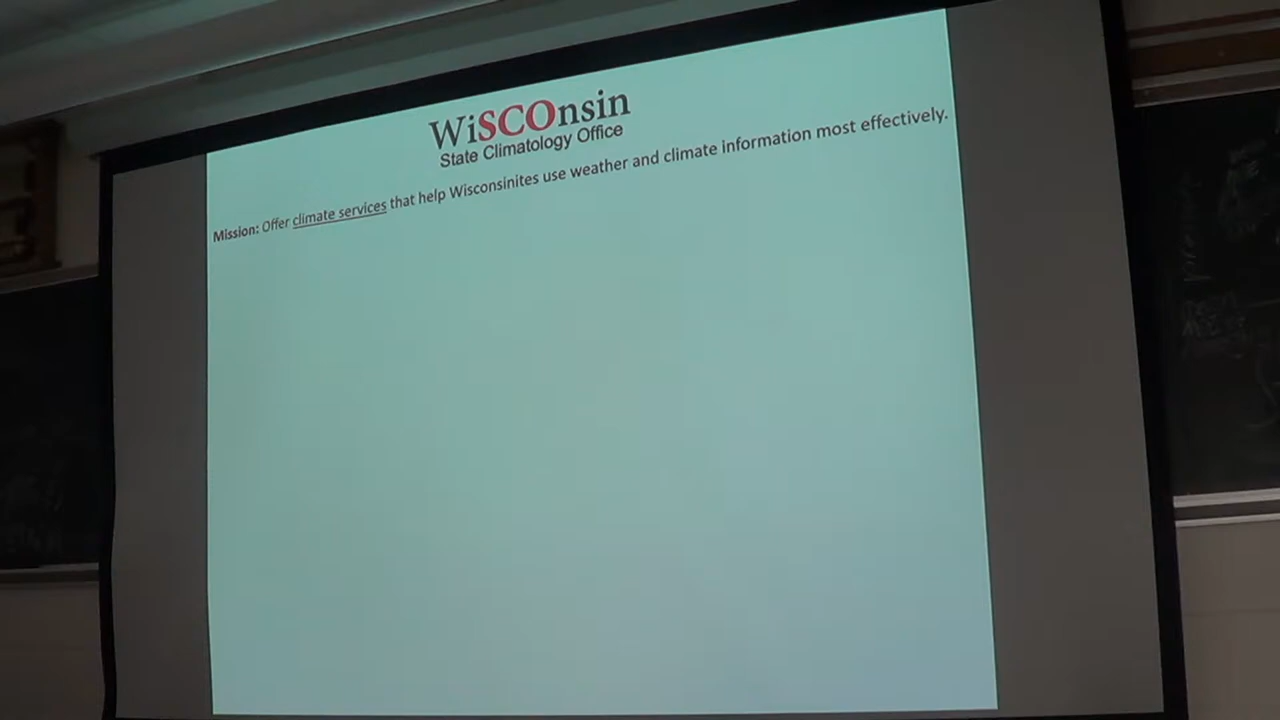 WiSCOnsin
State Climatology Office
Mission: Offer climate services that help Wisconsinites use weather and climate information most effectively.